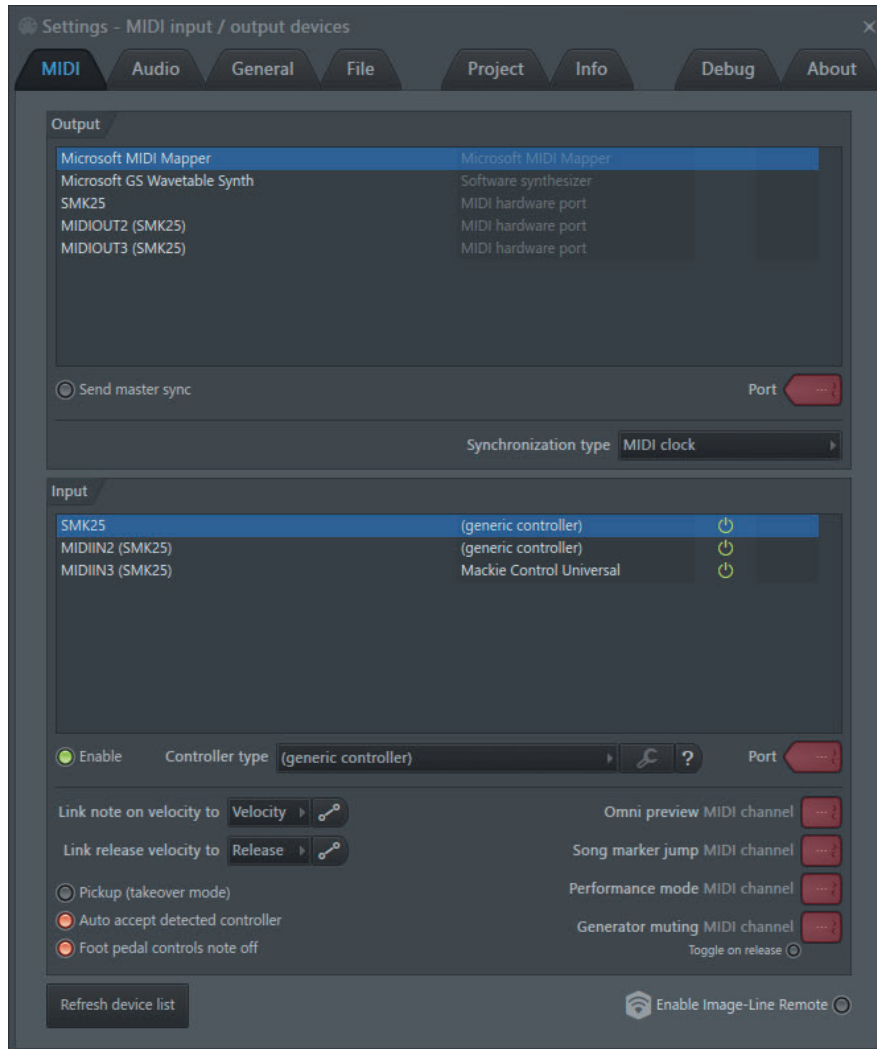 Settings - MIDI input / output devices
MIDI Audio General File Project Info Debug About
Output
Microsoft MIDI Mapper Microsoft MIDI Mapper
Microsoft GS Wavetable Synth Software synthesizer
SMK25 MIDI hardware port
MIDIOUT2 (SMK25) MIDI hardware port
MIDIOUT3 (SMK25) MIDI hardware port
Send master sync Port ---
Synchronization type MIDI clock
Input
SMK25 (generic controller)
MIDIIN2 (SMK25) (generic controller)
MIDIIN3 (SMK25) Mackie Control Universal
Enable Controller type (generic controller) ? Port ---
Link note on velocity to Velocity Omni preview MIDI channel ---
Link release velocity to Release Song marker jump MIDI channel ---
Pickup (takeover mode) Performance mode MIDI channel ---
Auto accept detected controller Generator muting MIDI channel ---
Foot pedal controls note off Toggle on release
Refresh device list Enable Image-Line Remote